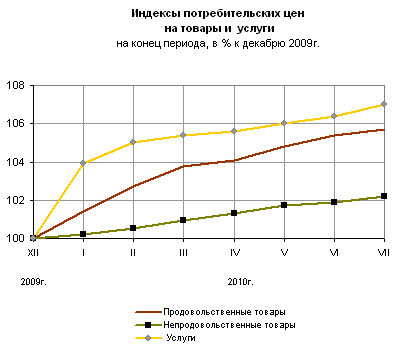 Индексы потребительских цен
на товары и услуги
на конец периода, в % к декабрю 2009г.
108
106
104
102
100
XII I II III IV V VI VII
2009г. 2010г.
Продовольственные товары
Непродовольственные товары
Услуги